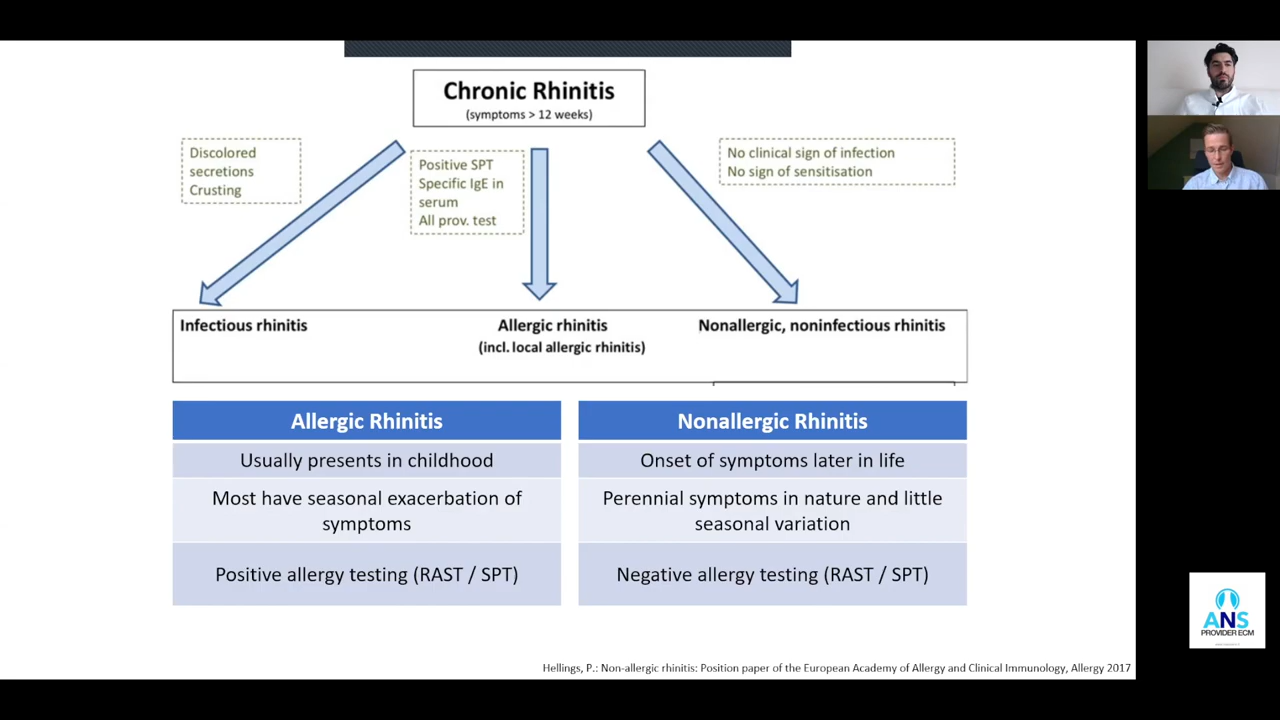 Chronic Rhinitis
(symptoms > 12 weeks)
Discolored
secretions
Crusting
Positive SPT
Specific IgE in
serum
All prov. test
No clinical sign of infection
No sign of sensitisation
Infectious rhinitis
Allergic rhinitis
(incl. local allergic rhinitis)
Nonallergic, noninfectious rhinitis
Allergic Rhinitis
Usually presents in childhood
Most have seasonal exacerbation of
symptoms
Positive allergy testing (RAST / SPT)
Nonallergic Rhinitis
Onset of symptoms later in life
Perennial symptoms in nature and little
seasonal variation
Negative allergy testing (RAST / SPT)
Hellings, P.: Non-allergic rhinitis: Position paper of the European Academy of Allergy and Clinical Immunology, Allergy 2017
ANS
PROVIDER ECM